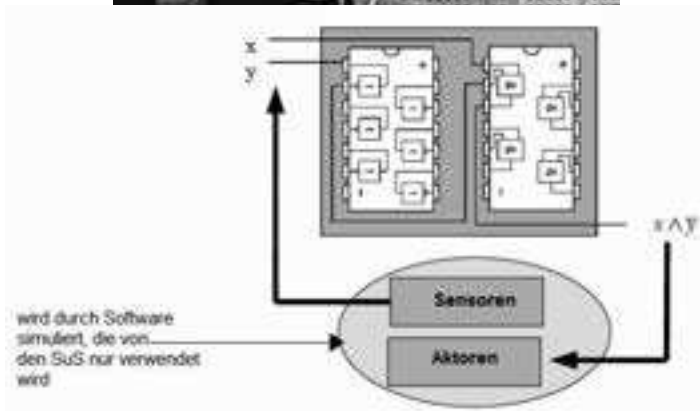 x
y
Sensoren
Aktoren
wird durch Software
simuliert, die von
den SuS nur verwendet
wird